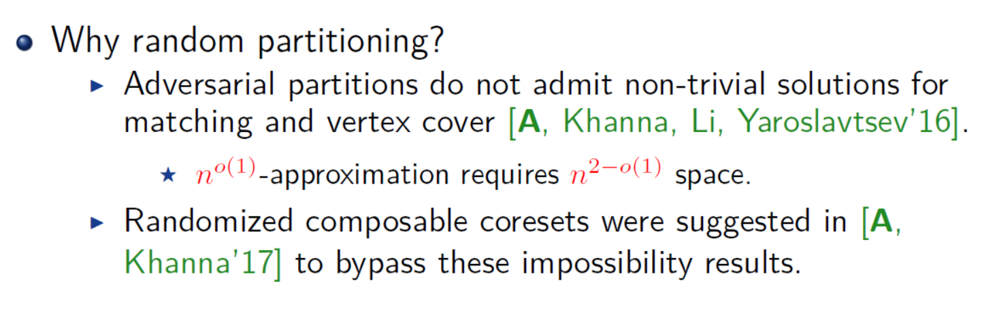 Why random partitioning?
Adversarial partitions do not admit non-trivial solutions for
matching and vertex cover [A, Khanna, Li, Yaroslavtsev'16].
★ n^{o(1)}-approximation requires n^{2−o(1)} space.
Randomized composable coresets were suggested in [A,
Khanna'17] to bypass these impossibility results.